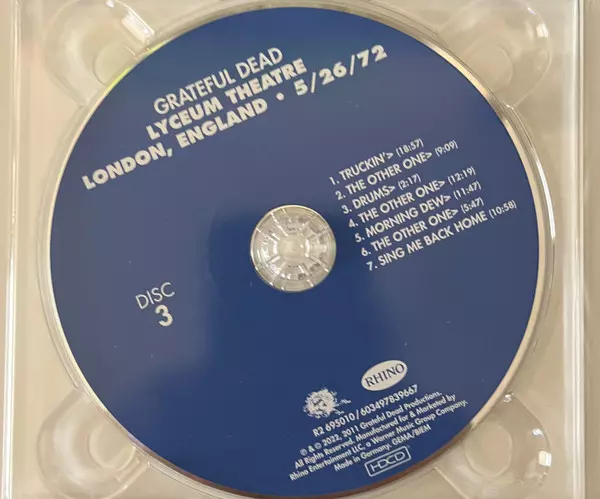 GRATEFUL DEAD
LYCEUM THEATRE
LONDON, ENGLAND • 5/26/72
1. TRUCKIN'> (18:57)
2. THE OTHER ONE> (9:09)
3. DRUMS> (2:17)
4. THE OTHER ONE> (12:19)
5. MORNING DEW> (11:47)
6. THE OTHER ONE> (5:47)
7. SING ME BACK HOME (10:58)
DISC
3
RHINO
R2 695010 / 603497839667
℗ & © 2022, 2011 Grateful Dead Productions.
All Rights Reserved. Manufactured for & Marketed by
Rhino Entertainment LLC. a Warner Music Group Company.
Made in Germany. GEMA/BIEM
HDCD